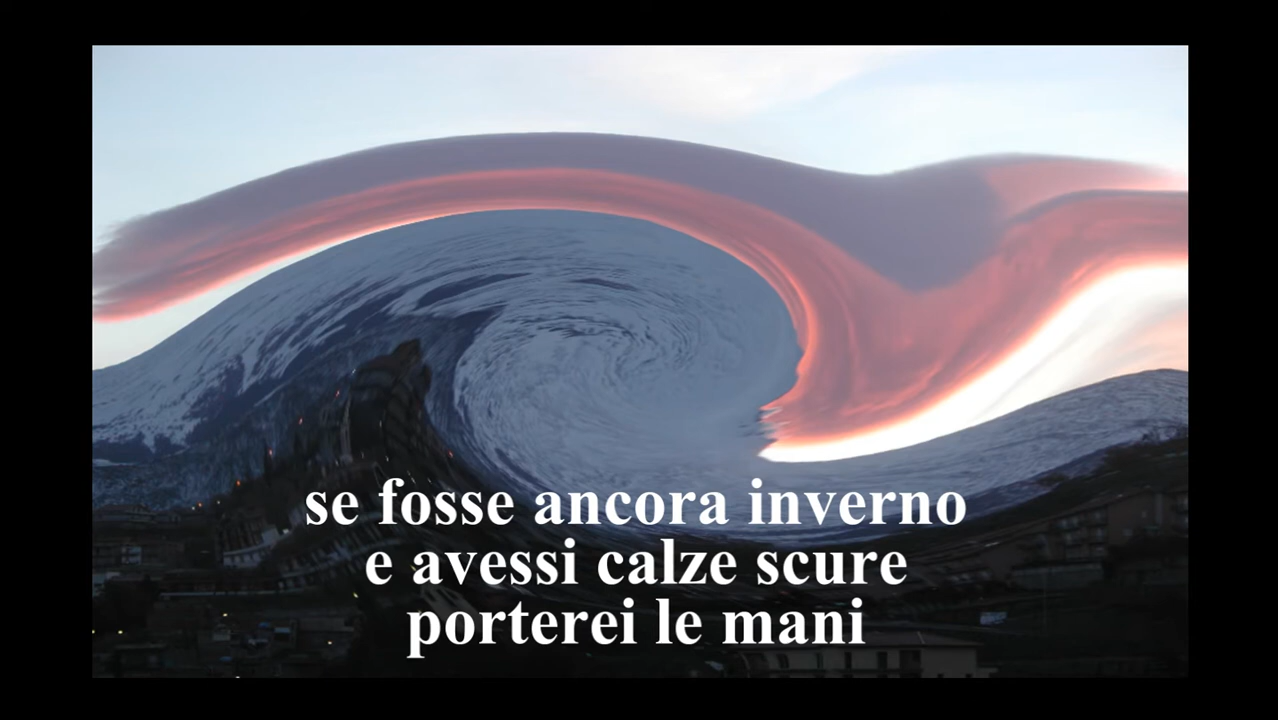 se fosse ancora inverno
e avessi calze scure
porterei le mani